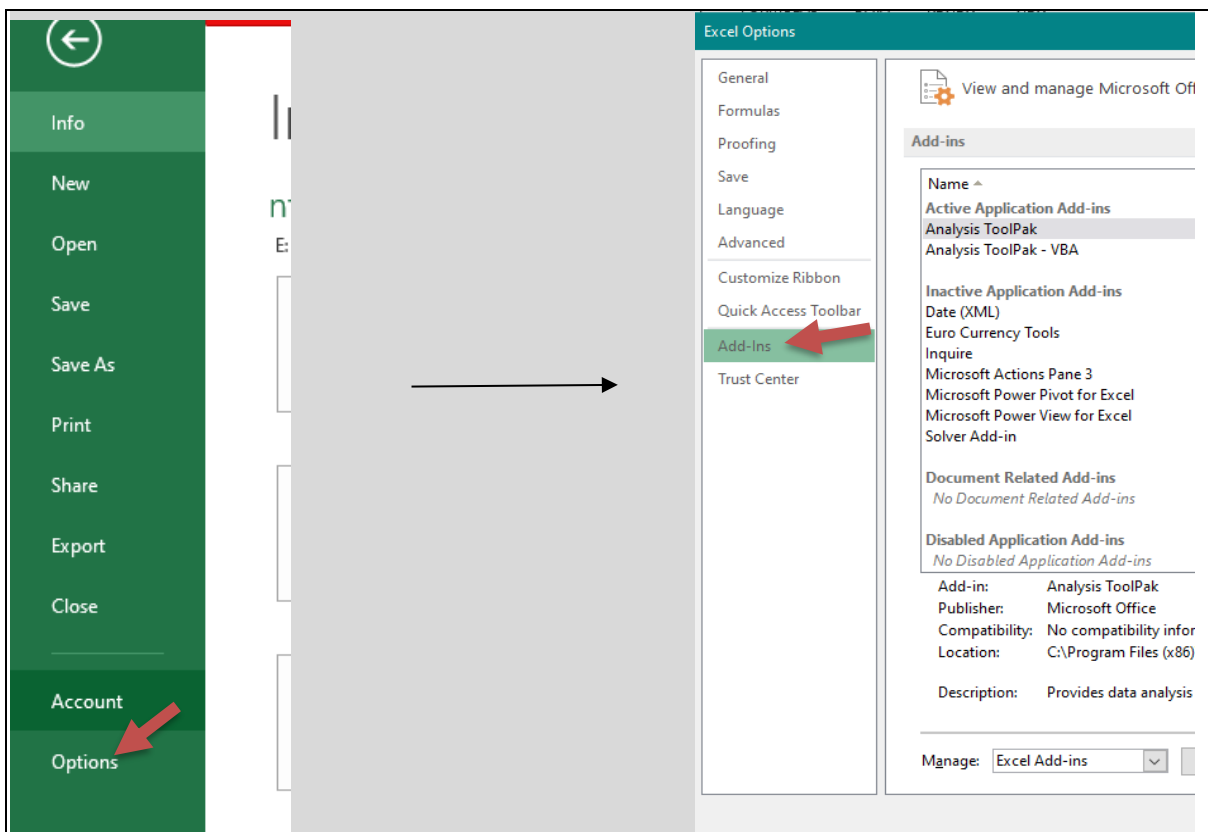 Info
New
Open
Save
Save As
Print
Share
Export
Close
Account
Options
E:
Excel Options
General
Formulas
Proofing
Save
Language
Advanced
Customize Ribbon
Quick Access Toolbar
Add-Ins
Trust Center
View and manage Microsoft Off
Add-ins
Name
Active Application Add-ins
Analysis ToolPak
Analysis ToolPak - VBA
Inactive Application Add-ins
Date (XML)
Euro Currency Tools
Inquire
Microsoft Actions Pane 3
Microsoft Power Pivot for Excel
Microsoft Power View for Excel
Solver Add-in
Document Related Add-ins
No Document Related Add-ins
Disabled Application Add-ins
No Disabled Application Add-ins
Add-in: Analysis ToolPak
Publisher: Microsoft Office
Compatibility: No compatibility infor
Location: C:\Program Files (x86)
Description: Provides data analysis
Manage: Excel Add-ins